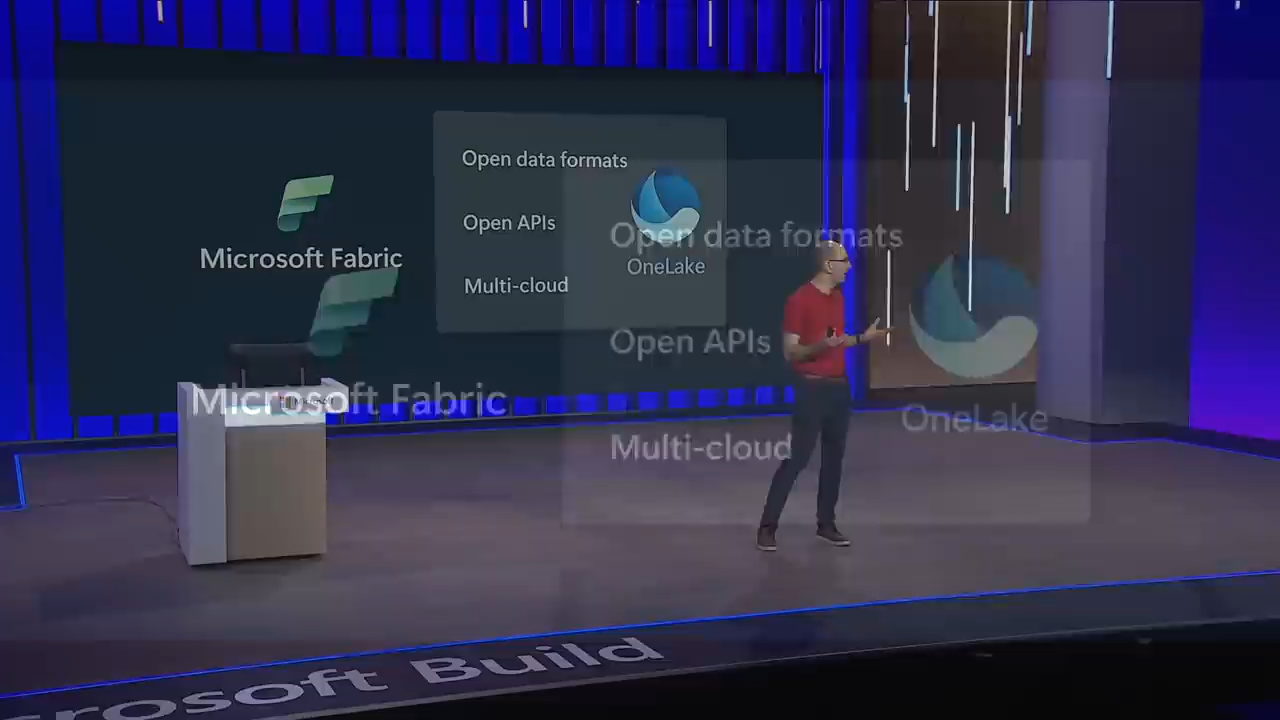 Open data formats
Open APIs
Multi-cloud
Microsoft Fabric
OneLake
Open data formats
Open APIs
Multi-cloud
Microsoft Fabric
OneLake
Microsoft
rosoft Build